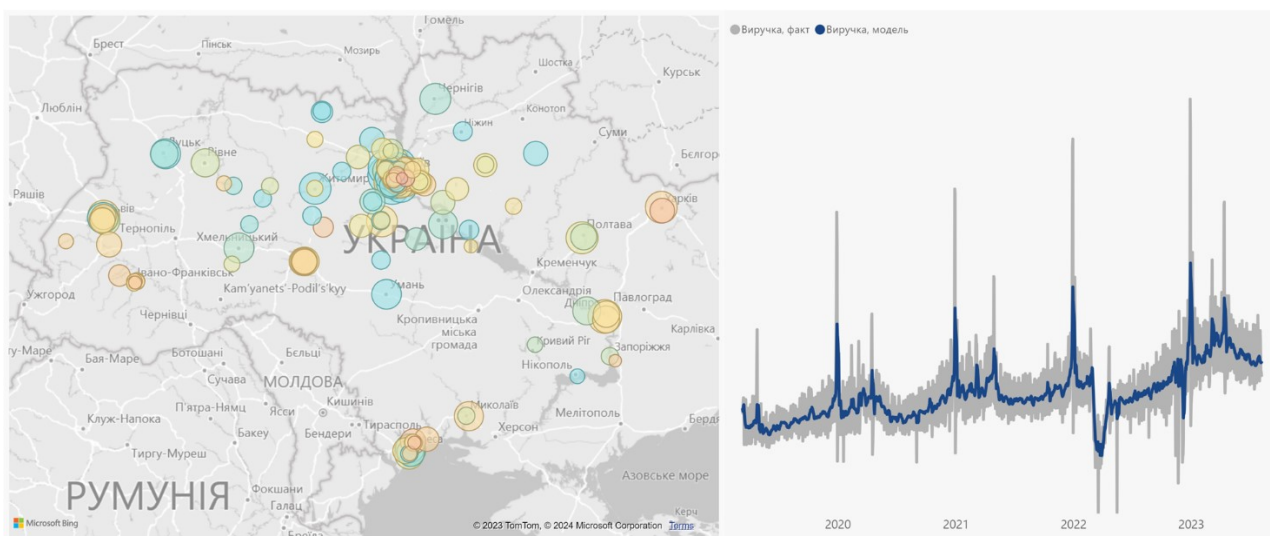 Гомель
Брест
Пінськ
Мозирь
Шостка
Курськ
Люблін
Чернігів
Конотоп
Ніжин
Суми
Луцьк
Рівне
Житомир
Ряшів
Львів
Тернопіль
Хмельницький
УКРАЇНА
Полтава
Харків
Кременчук
Івано-Франківськ
Kam'yanets'-Podil's'kyy
Умань
Олександрія
Дніпро
Павлоград
Ужгород
Чернівці
Кропивницька
міська
громада
Карлівка
Кривий Ріг
Запоріжжя
Нікополь
Бая-Маре
Ботошані
Бєльці
Сучава
МОЛДОВА
Клуж-Напока
П'ятра-Нямц
Ясси
Кишинів
Бендери
Тирасполь
Миколаїв
Херсон
Мелітополь
Бакеу
Тиргу-Муреш
Азовське море
РУМУНІЯ
Фокшани
Галац
Керч
Microsoft Bing
© 2023 TomTom, © 2024 Microsoft Corporation Terms
Виручка, факт Виручка, модель
2020 2021 2022 2023